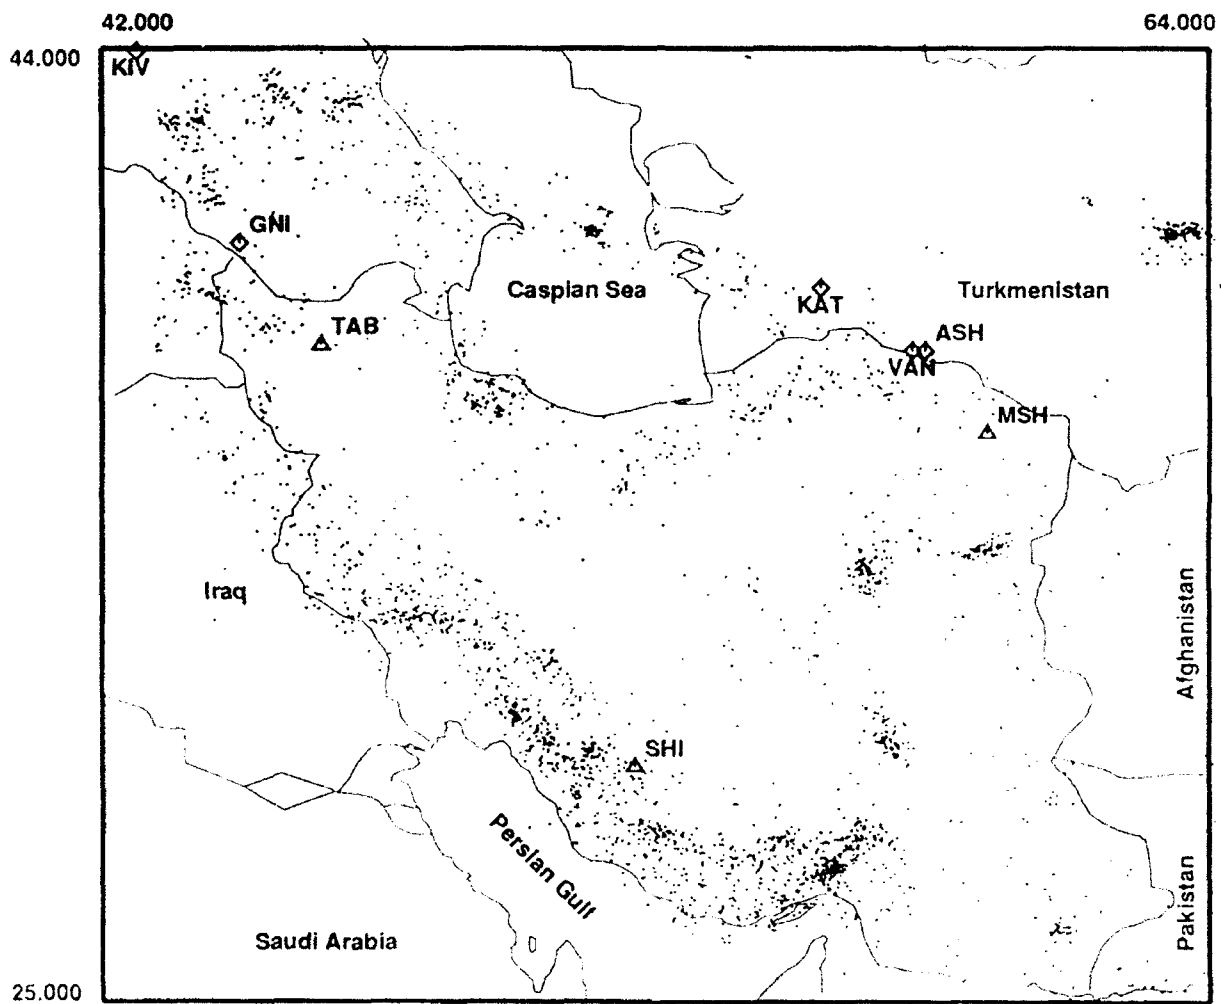 42.000
64.000
44.000
KIV
GNI
Caspian Sea
KAT
Turkmenistan
TAB
ASH
VAN
MSH
Iraq
Afghanistan
SHI
Persian Gulf
Pakistan
Saudi Arabia
25.000